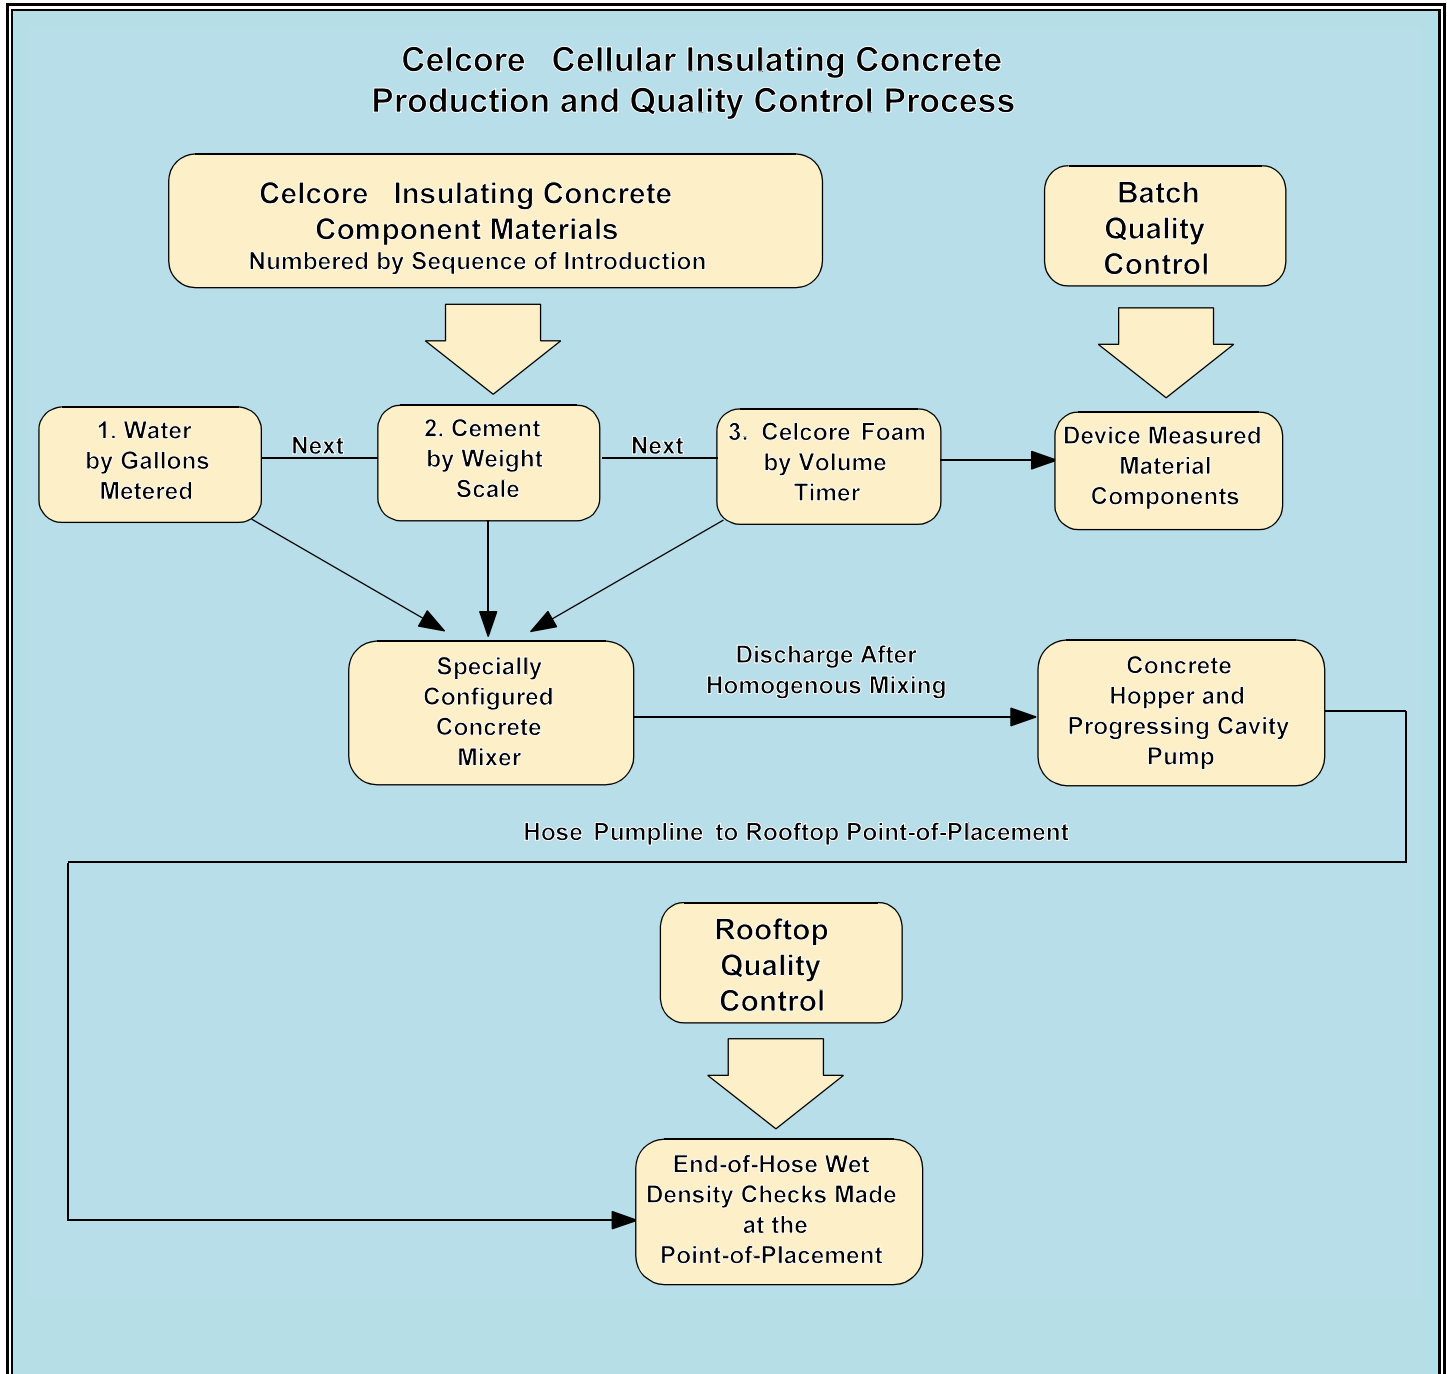 Celcore Cellular Insulating Concrete
Production and Quality Control Process
Celcore Insulating Concrete
Component Materials
Numbered by Sequence of Introduction
Batch
Quality
Control
1. Water
by Gallons
Metered
Next
2. Cement
by Weight
Scale
Next
3. Celcore Foam
by Volume
Timer
Device Measured
Material
Components
Specially
Configured
Concrete
Mixer
Discharge After
Homogenous Mixing
Concrete
Hopper and
Progressing Cavity
Pump
Hose Pumpline to Rooftop Point-of-Placement
Rooftop
Quality
Control
End-of-Hose Wet
Density Checks Made
at the
Point-of-Placement